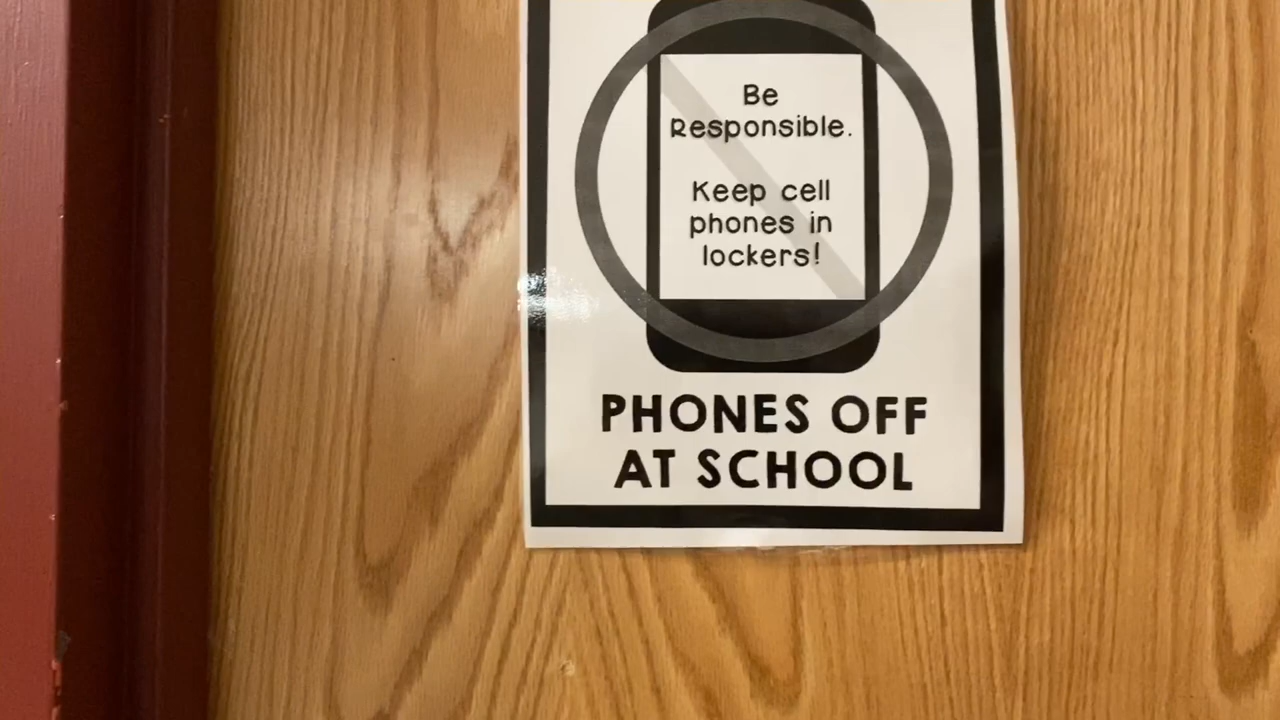 Be
Responsible.
Keep cell
phones in
lockers!
PHONES OFF
AT SCHOOL